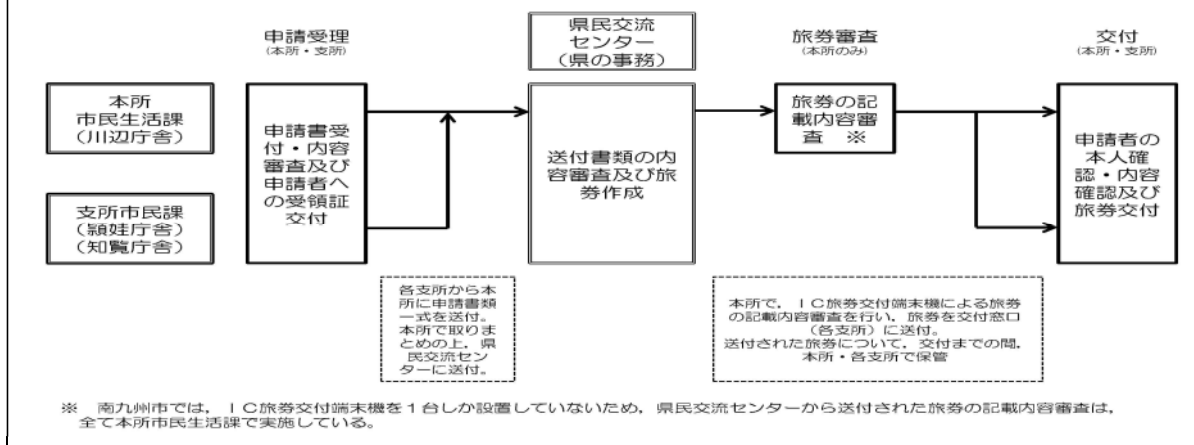 申請受理
(本所・支所)
県民交流
センター
(県の事務)
旅券審査
(本所のみ)
交付
(本所・支所)
本所
市民生活課
(川辺庁舎)
支所市民課
(頴娃庁舎)
(知覧庁舎)
申請書受
付・内容
審査及び
申請者へ
の受領証
交付
送付書類の内
容審査及び旅
券作成
旅券の記
載内容審
査 ※
申請者の
本人確
認・内容
確認及び
旅券交付
各支所から本
所に申請書類
一式を送付。
本所で取りま
とめの上，県
民交流セン
ターに送付。
本所で，ＩＣ旅券交付端末機による旅券
の記載内容審査を行い，旅券を交付窓口
(各支所）に送付。
送付された旅券について，交付までの間，
本所・各支所で保管
※ 南九州市では，ＩＣ旅券交付端末機を１台しか設置していないため，県民交流センターから送付された旅券の記載内容審査は，
全て本所市民生活課で実施している。